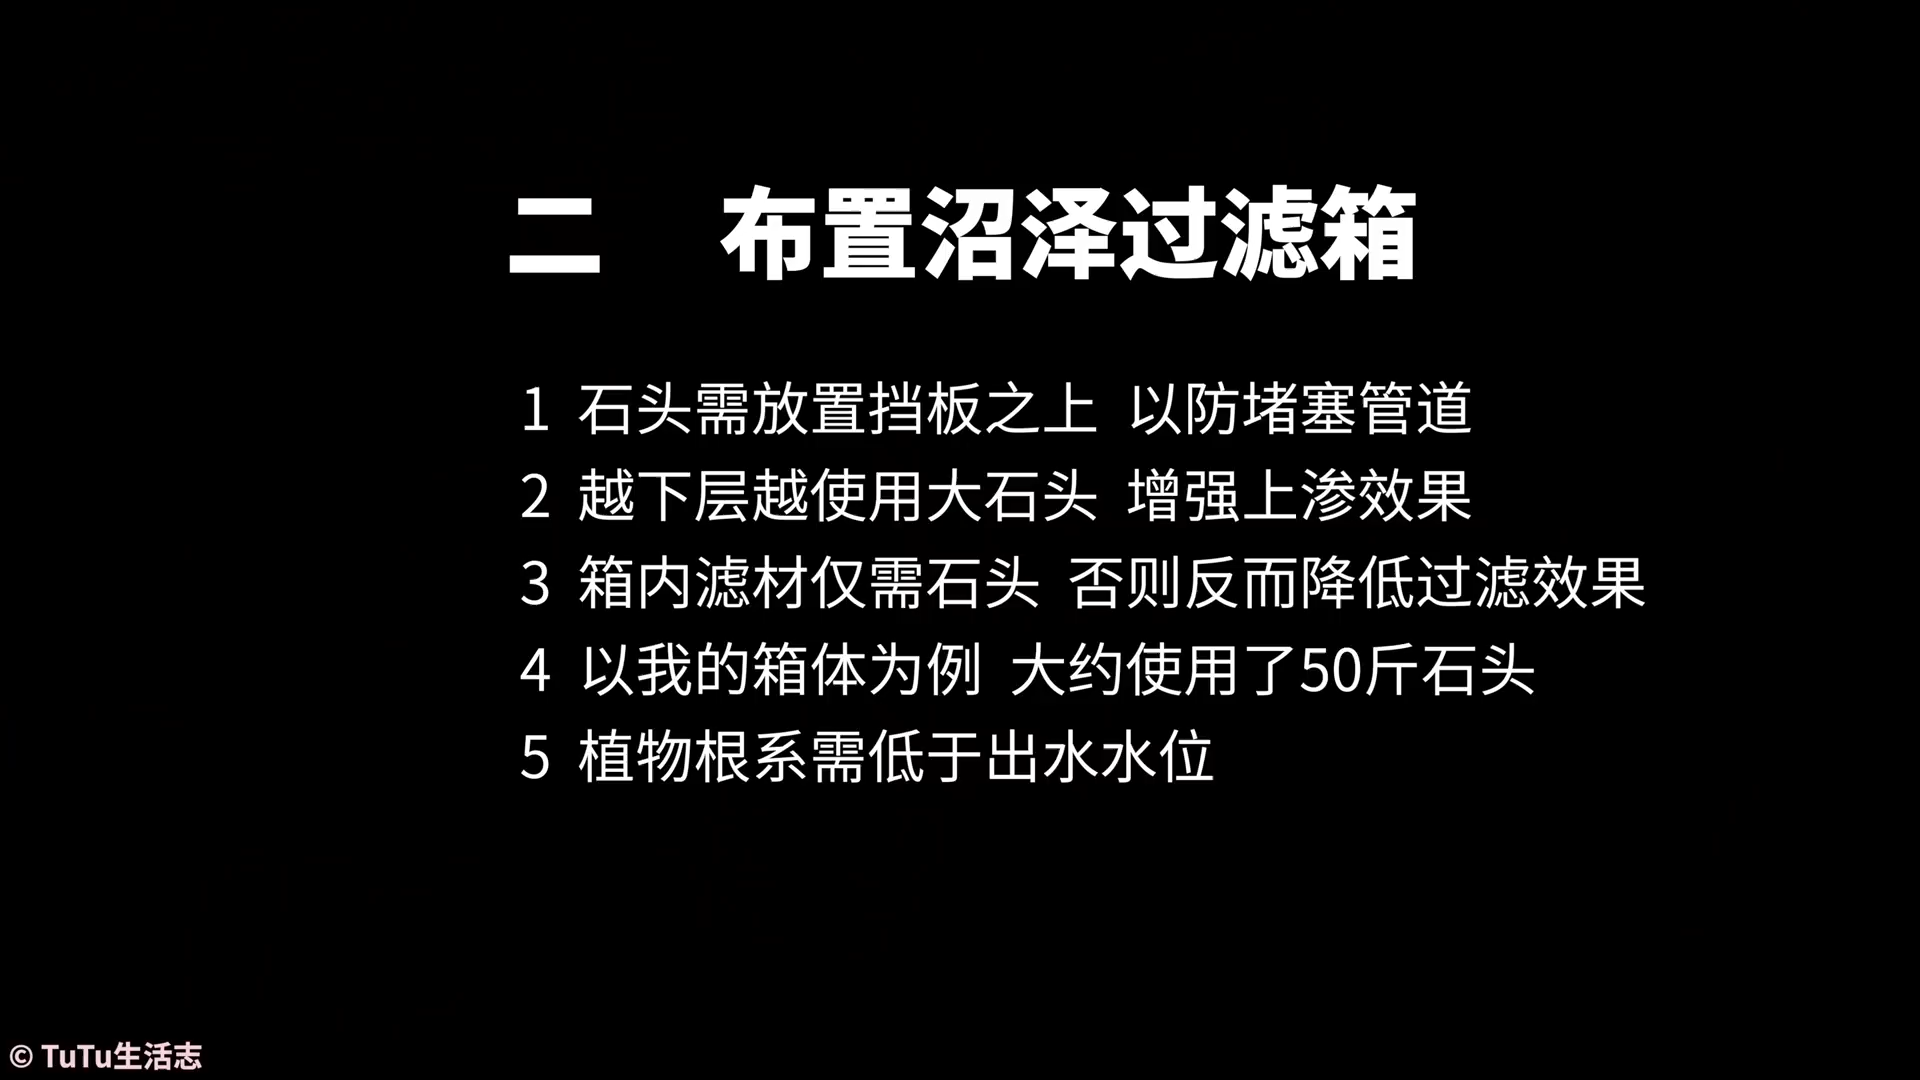 二 布置沼泽过滤箱
1 石头需放置挡板之上 以防堵塞管道
2 越下层越使用大石头 增强上渗效果
3 箱内滤材仅需石头 否则反而降低过滤效果
4 以我的箱体为例 大约使用了50斤石头
5 植物根系需低于出水水位
© TuTu生活志